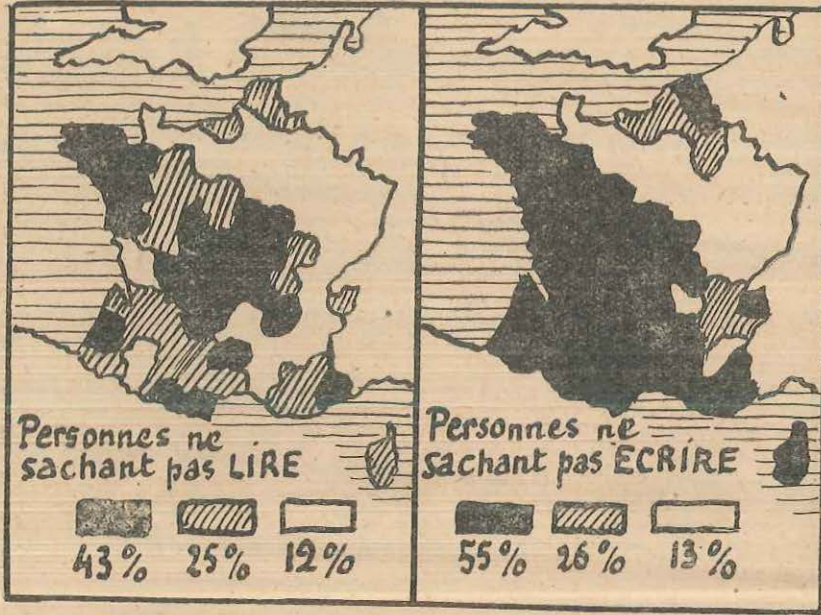 Personnes ne
sachant pas LIRE
43% 25% 12%
Personnes ne
sachant pas ECRIRE
55% 26% 13%